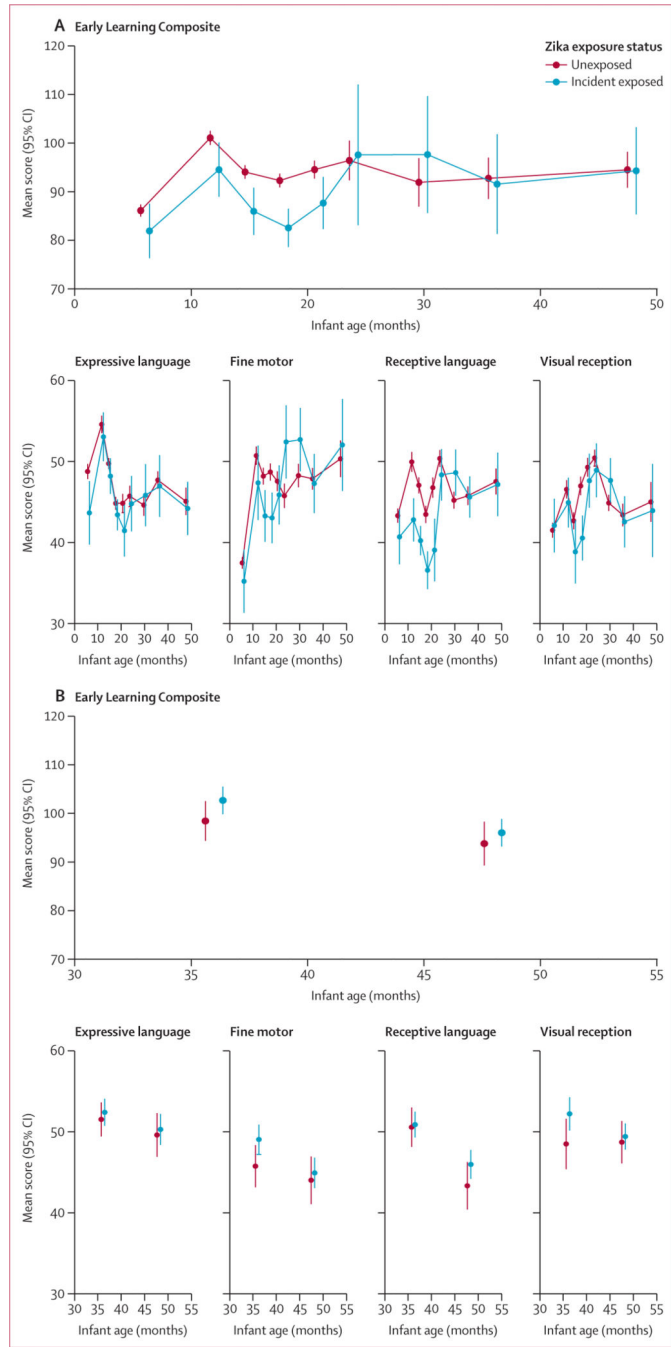 A Early Learning Composite
Zika exposure status
Unexposed
Incident exposed
120
110
100
90
80
70
Mean score (95% CI)
0 10 20 30 40 50
Infant age (months)
Expressive language Fine motor Receptive language Visual reception
60
50
40
30
Mean score (95% CI)
0 10 20 30 40 50 0 10 20 30 40 50 0 10 20 30 40 50 0 10 20 30 40 50
Infant age (months) Infant age (months) Infant age (months) Infant age (months)
B Early Learning Composite
120
110
100
90
80
70
Mean score (95% CI)
30 35 40 45 50 55
Infant age (months)
Expressive language Fine motor Receptive language Visual reception
60
50
40
30
Mean score (95% CI)
30 35 40 45 50 55 30 35 40 45 50 55 30 35 40 45 50 55 30 35 40 45 50 55
Infant age (months) Infant age (months) Infant age (months) Infant age (months)